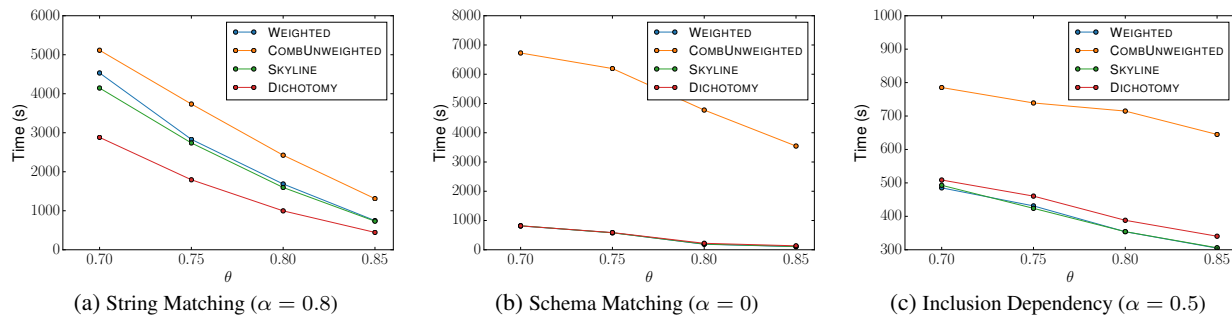 6000
5000
4000
3000
2000
1000
0
Time (s)
WEIGHTED
COMBUNWEIGHTED
SKYLINE
DICHOTOMY
0.70 0.75 0.80 0.85
θ
(a) String Matching (α = 0.8)
8000
7000
6000
5000
4000
3000
2000
1000
0
Time (s)
WEIGHTED
COMBUNWEIGHTED
SKYLINE
DICHOTOMY
0.70 0.75 0.80 0.85
θ
(b) Schema Matching (α = 0)
1000
900
800
700
600
500
400
300
Time (s)
WEIGHTED
COMBUNWEIGHTED
SKYLINE
DICHOTOMY
0.70 0.75 0.80 0.85
θ
(c) Inclusion Dependency (α = 0.5)